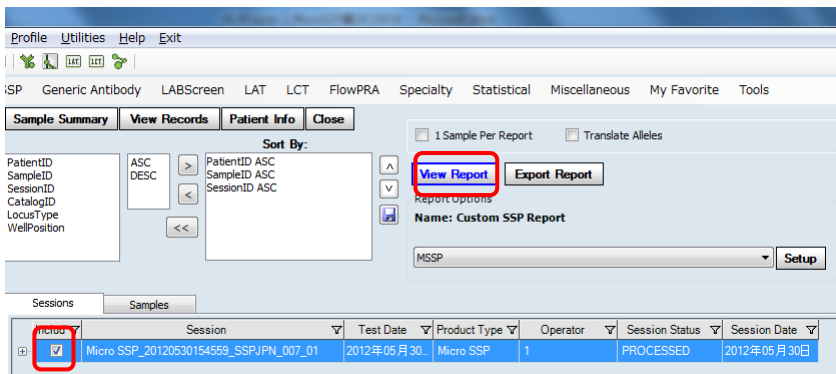 Profile Utilities Help Exit
LAT LCT
SSP Generic Antibody LABScreen LAT LCT FlowPRA Specialty Statistical Miscellaneous My Favorite Tools
Sample Summary View Records Patient Info Close
1 Sample Per Report Translate Alleles
Sort By:
PatientID
SampleID
SessionID
CatalogID
LocusType
WellPosition
ASC
DESC
>
<
<<
PatientID ASC
SampleID ASC
SessionID ASC
View Report Export Report
Report Options
Name: Custom SSP Report
MSSP Setup
Sessions Samples
Includ Session Test Date Product Type Operator Session Status Session Date
Micro SSP_20120530154559_SSPJPN_007_01 2012年05月30... Micro SSP 1 PROCESSED 2012年05月30日